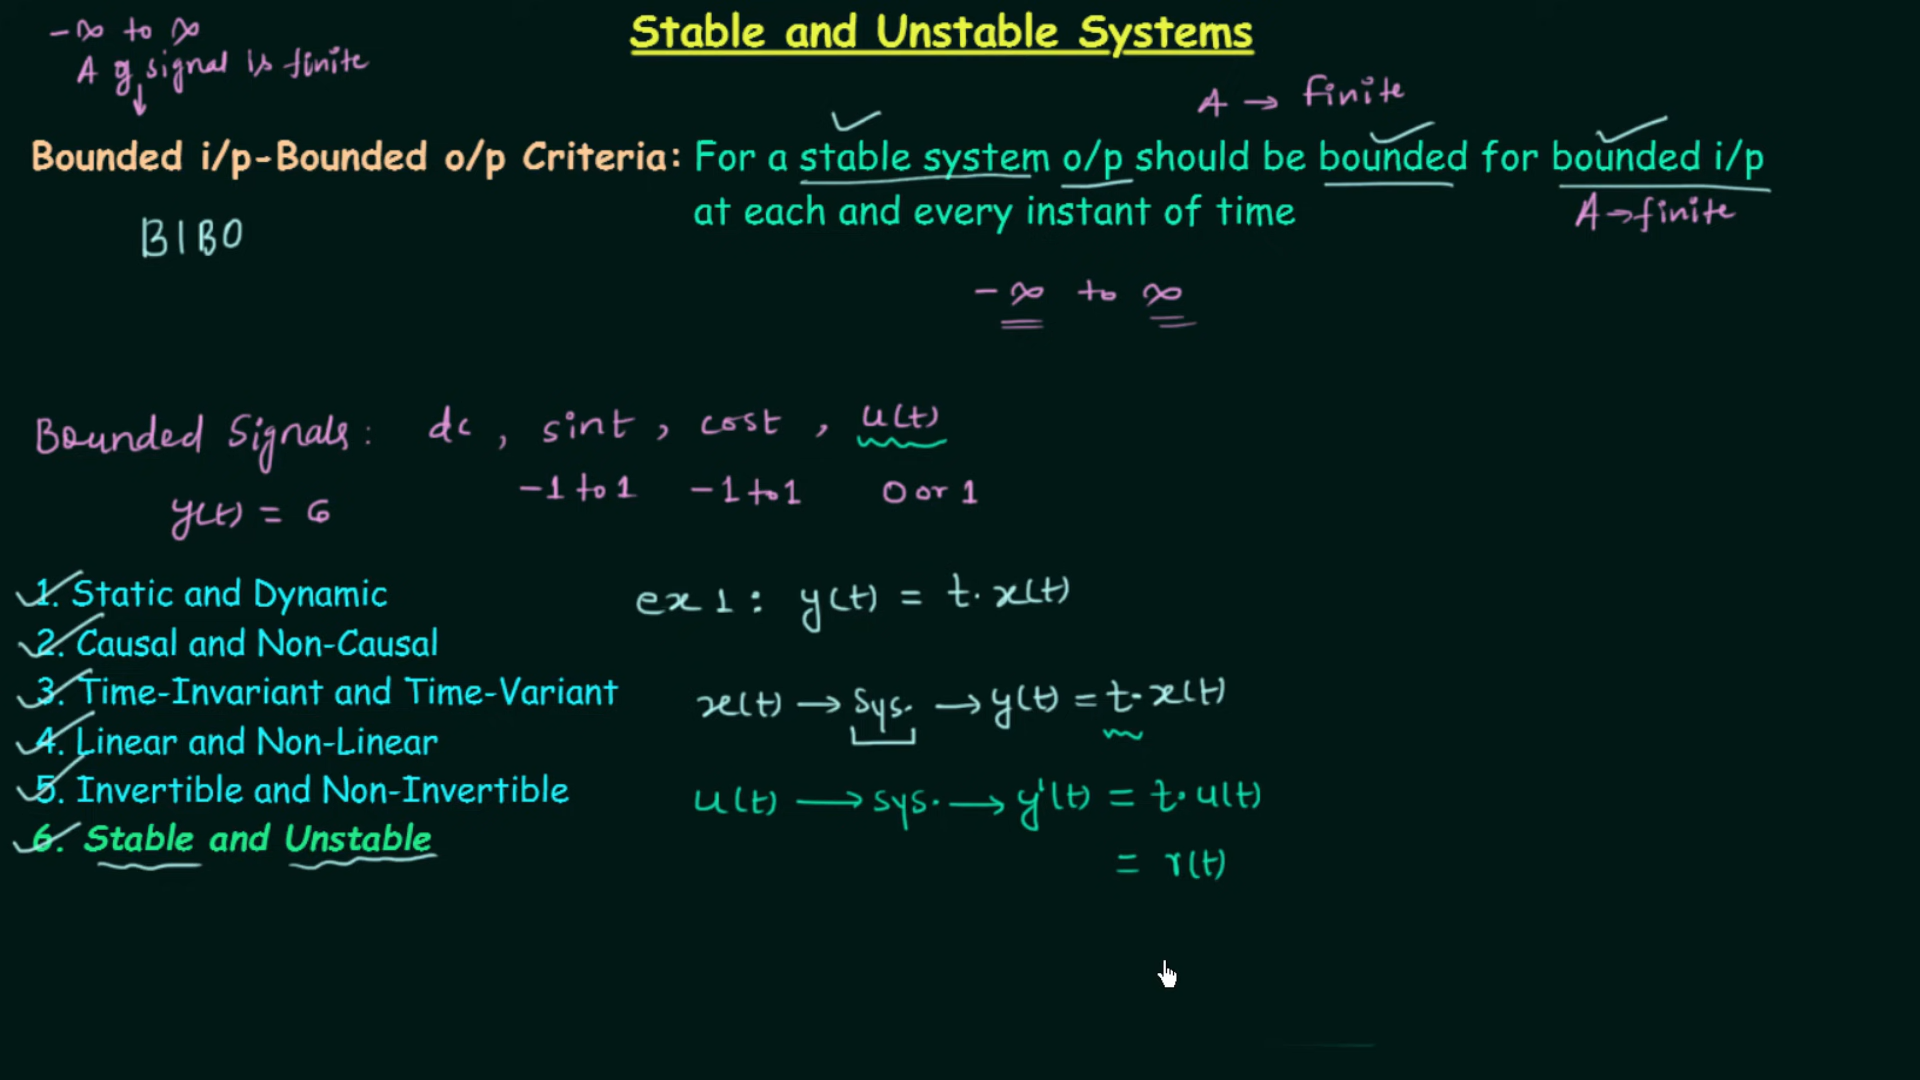 -∞ to ∞
Stable and Unstable Systems
A of signal is finite
↓
A → finite
Bounded i/p-Bounded o/p Criteria: For a stable system o/p should be bounded for bounded i/p
at each and every instant of time
A → finite
BIBO
-∞ to ∞
Bounded Signals: dc, sint, cost, u(t)
-1 to 1 -1 to 1 0 or 1
y(t) = 6
1. Static and Dynamic
2. Causal and Non-Causal
3. Time-Invariant and Time-Variant
4. Linear and Non-Linear
5. Invertible and Non-Invertible
6. Stable and Unstable
ex 1: y(t) = t. x(t)
x(t) → Sys. → y(t) = t. x(t)
u(t) → sys. → y'(t) = t. u(t)
= r(t)